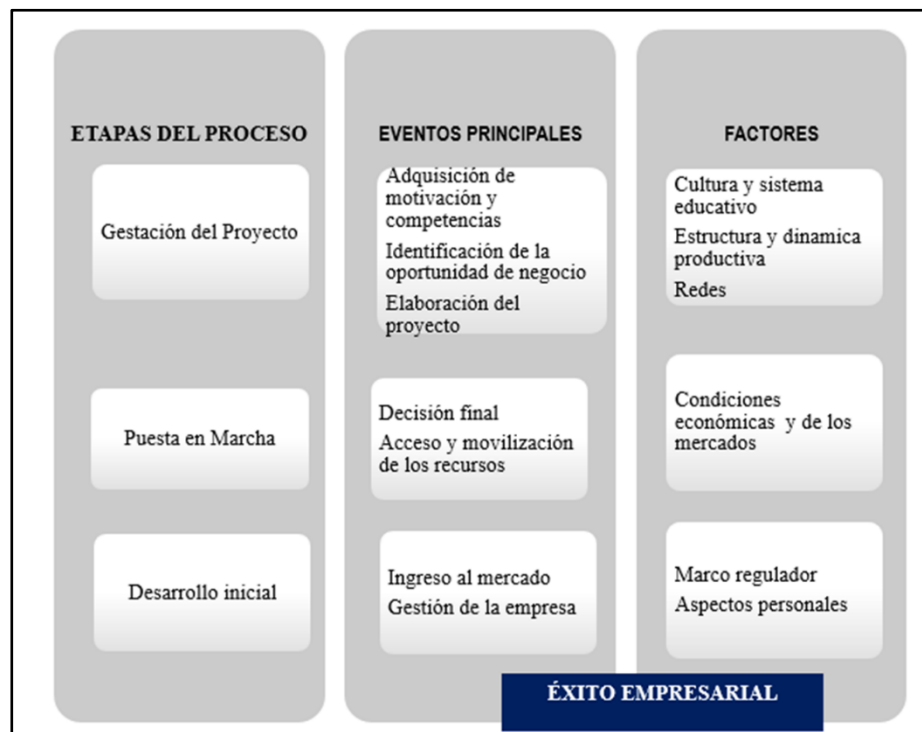 ETAPAS DEL PROCESO
Gestación del Proyecto
Puesta en Marcha
Desarrollo inicial
EVENTOS PRINCIPALES
Adquisición de
motivación y
competencias
Identificación de la
oportunidad de negocio
Elaboración del
proyecto
Decisión final
Acceso y movilización
de los recursos
Ingreso al mercado
Gestión de la empresa
FACTORES
Cultura y sistema
educativo
Estructura y dinamica
productiva
Redes
Condiciones
económicas y de los
mercados
Marco regulador
Aspectos personales
ÉXITO EMPRESARIAL